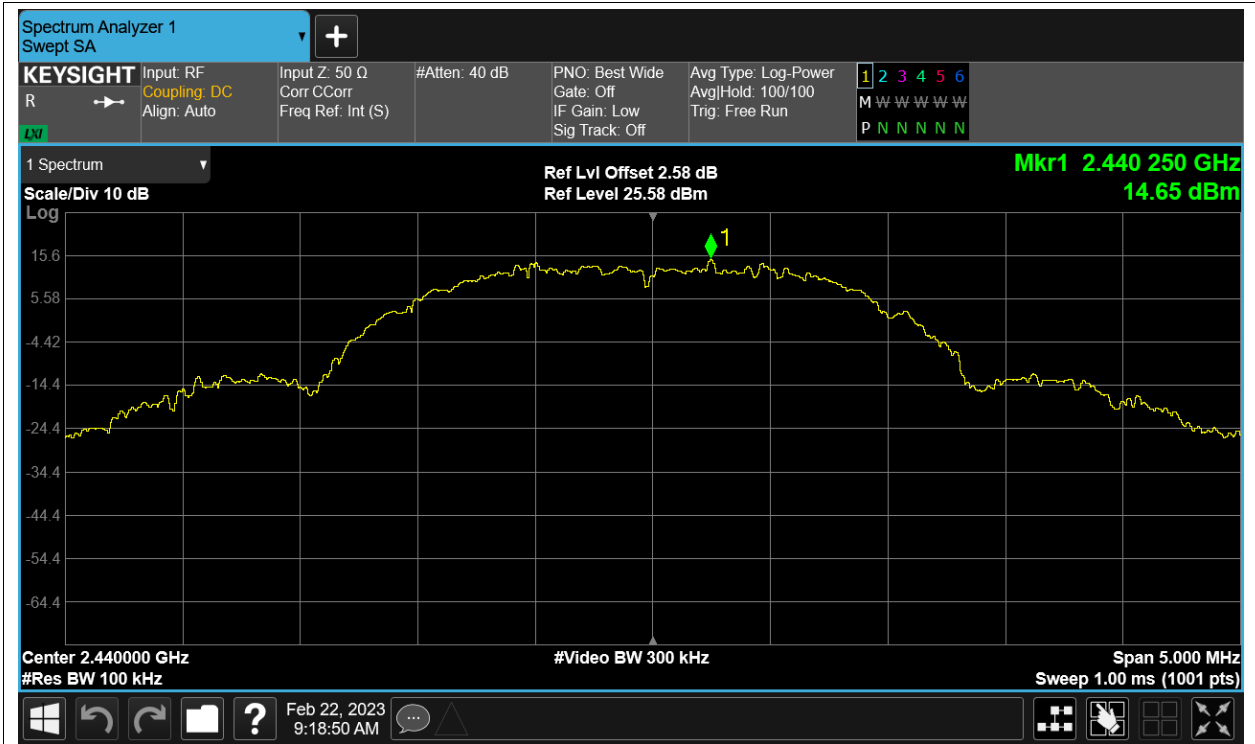 Spectrum Analyzer 1
Swept SA
KEYSIGHT
R
LXI
Input: RF
Coupling: DC
Align: Auto
Input Z: 50 Ω
Corr CCorr
Freq Ref: Int (S)
#Atten: 40 dB
PNO: Best Wide
Gate: Off
IF Gain: Low
Sig Track: Off
Avg Type: Log-Power
Avg|Hold: 100/100
Trig: Free Run
1 2 3 4 5 6
M W W W W W
P N N N N N
1 Spectrum
Scale/Div 10 dB
Log
Ref Lvl Offset 2.58 dB
Ref Level 25.58 dBm
Mkr1 2.440 250 GHz
14.65 dBm
1
15.6
5.58
-4.42
-14.4
-24.4
-34.4
-44.4
-54.4
-64.4
Center 2.440000 GHz
#Res BW 100 kHz
#Video BW 300 kHz
Span 5.000 MHz
Sweep 1.00 ms (1001 pts)
?
Feb 22, 2023
9:18:50 AM